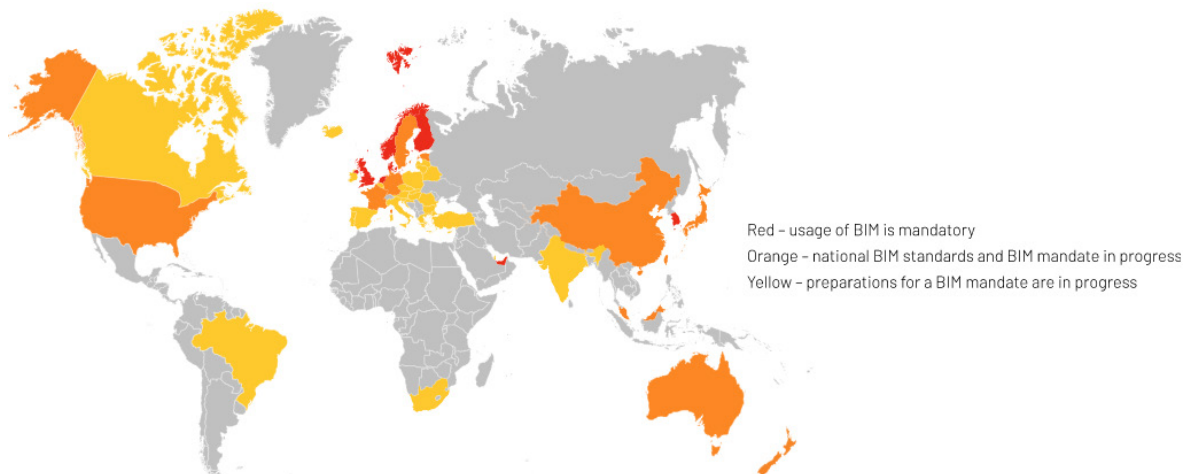 Red – usage of BIM is mandatory
Orange – national BIM standards and BIM mandate in progress
Yellow – preparations for a BIM mandate are in progress